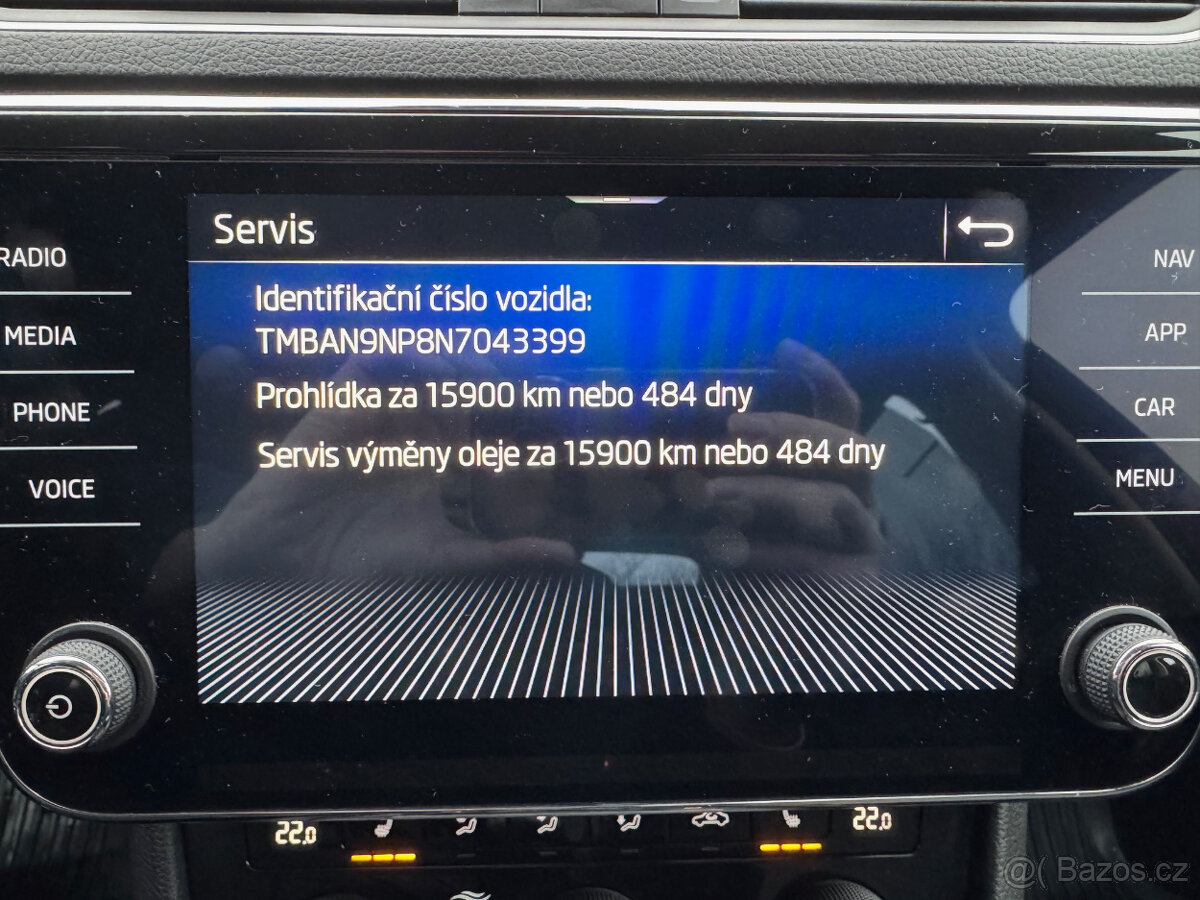 Servis
RADIO
MEDIA
PHONE
VOICE
Identifikační číslo vozidla:
TMBAN9NP8N7043399
Prohlídka za 15900 km nebo 484 dny
Servis výměny oleje za 15900 km nebo 484 dny
NAV
APP
CAR
MENU
22.0
22.0
@( Bazos.cz